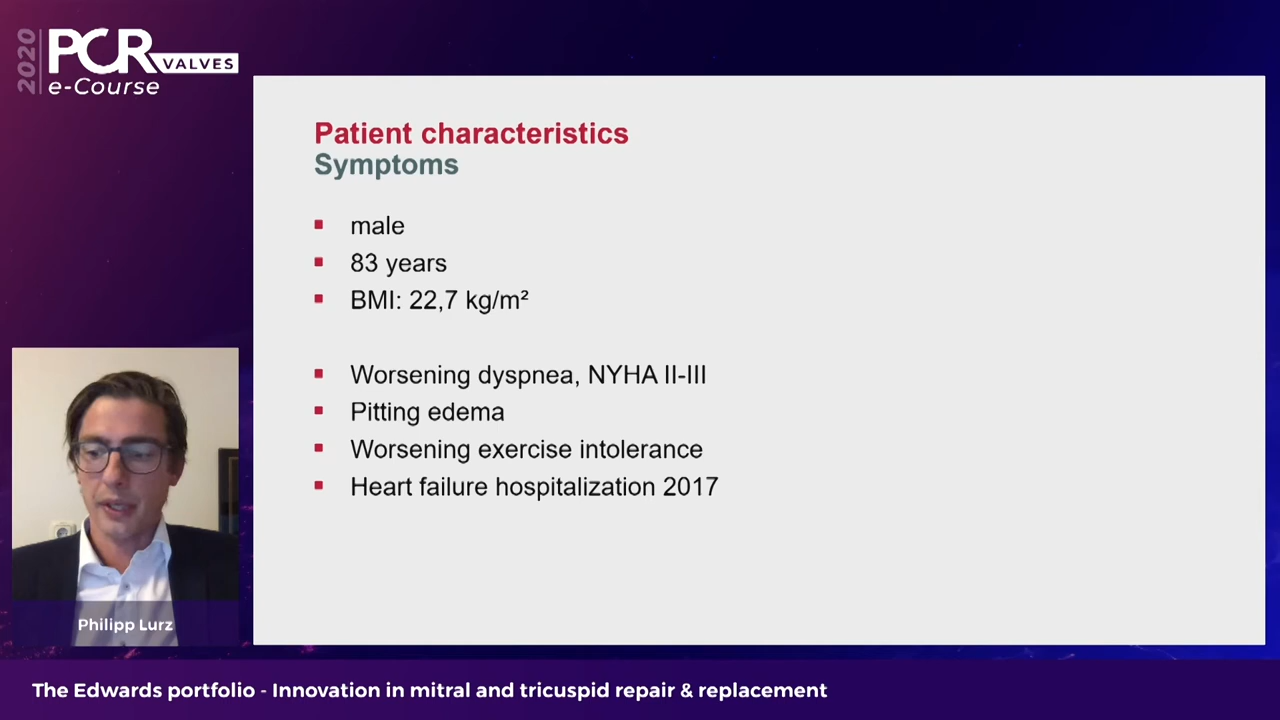 2020
PCR VALVES
e-Course
Patient characteristics
Symptoms
male
83 years
BMI: 22,7 kg/m²
Worsening dyspnea, NYHA II-III
Pitting edema
Worsening exercise intolerance
Heart failure hospitalization 2017
Philipp Lurz
The Edwards portfolio - Innovation in mitral and tricuspid repair & replacement